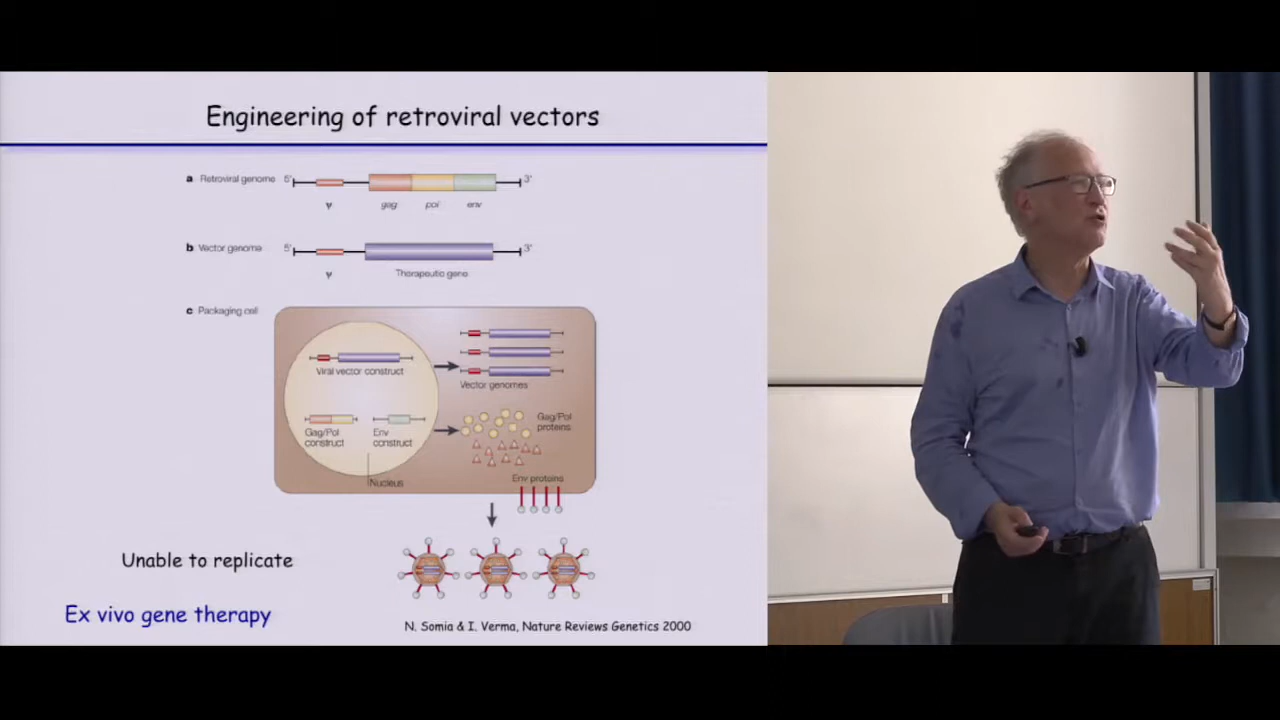 Engineering of retroviral vectors
a Retroviral genome 5' 3'
ψ gag pol env
b Vector genome 5' 3'
ψ Therapeutic gene
c Packaging cell
Viral vector construct
Vector genomes
Gag/Pol construct
Env construct
Gag/Pol proteins
Nucleus
Env proteins
Unable to replicate
Ex vivo gene therapy
N. Somia & I. Verma, Nature Reviews Genetics 2000